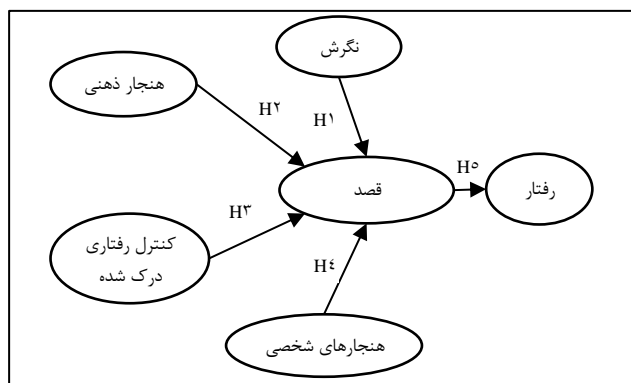 نگرش
هنجار ذهنی
H۲
H۱
قصد
H۵
رفتار
H۳
کنترل رفتاری
درک شده
H٤
هنجارهای شخصی